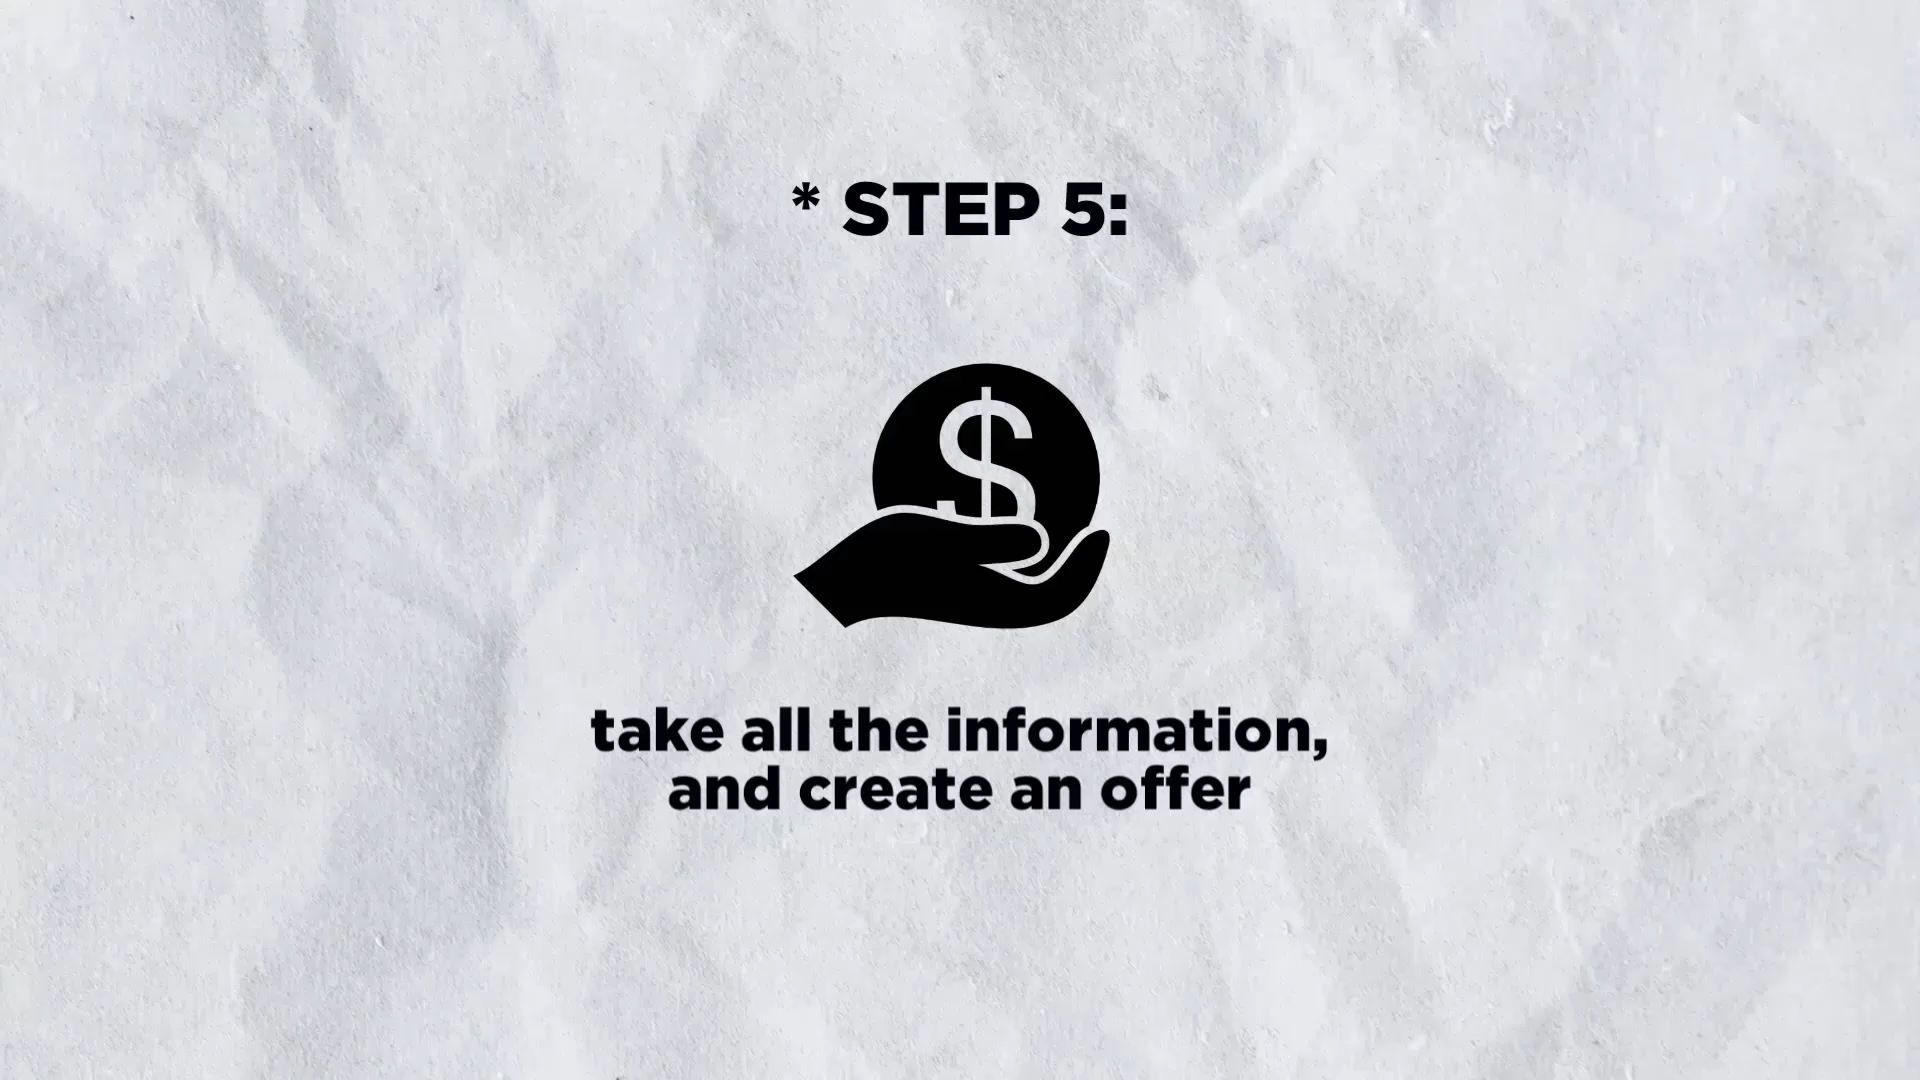 * STEP 5:
$
take all the information,
and create an offer